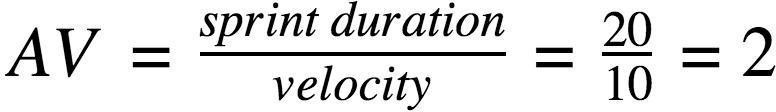 AV = sprint duration / velocity = 20 / 10 = 2